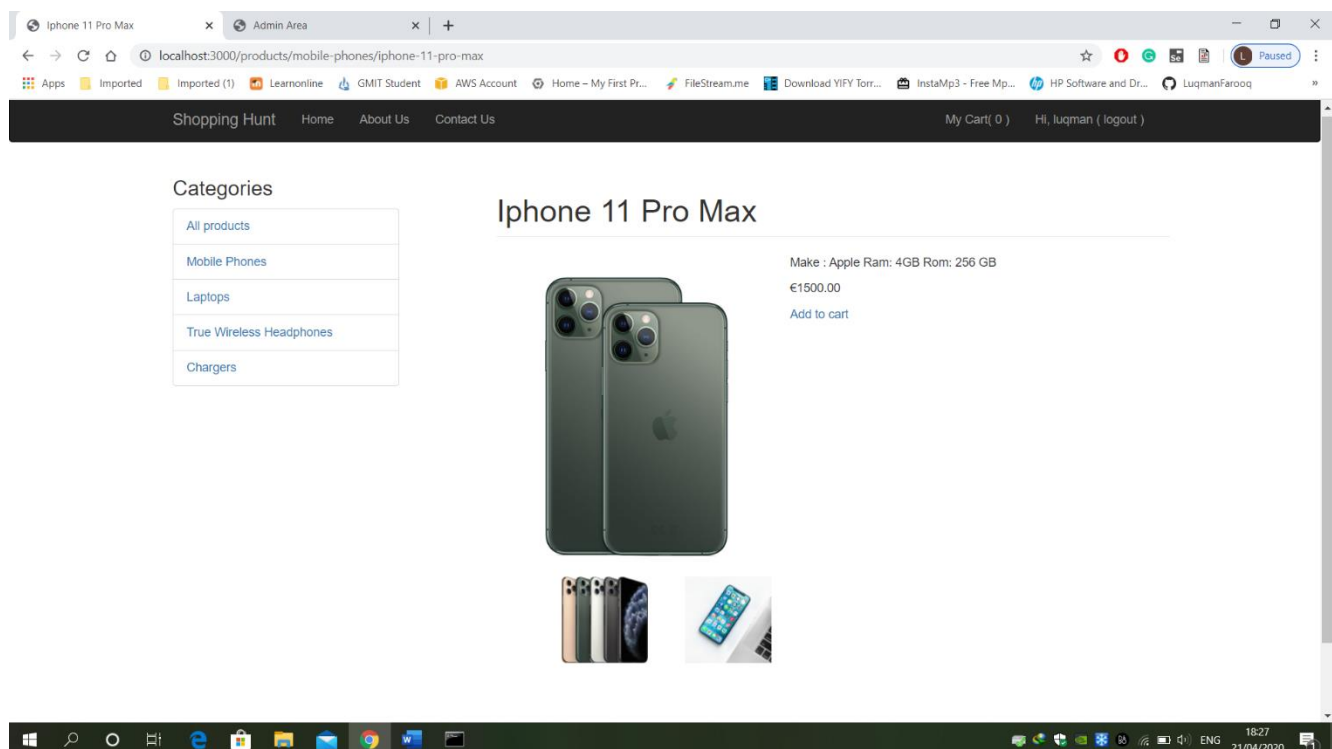 Iphone 11 Pro Max
Admin Area
localhost:3000/products/mobile-phones/iphone-11-pro-max
Paused
Apps
Imported
Imported (1)
Learnonline
GMIT Student
AWS Account
Home – My First Pr...
FileStream.me
Download YIFY Torr...
InstaMp3 - Free Mp...
HP Software and Dr...
LuqmanFarooq
Shopping Hunt Home About Us Contact Us My Cart( 0 ) Hi, luqman ( logout )
Categories
All products
Mobile Phones
Laptops
True Wireless Headphones
Chargers
Iphone 11 Pro Max
Make : Apple Ram: 4GB Rom: 256 GB
€1500.00
Add to cart
ENG
18:27
21/04/2020